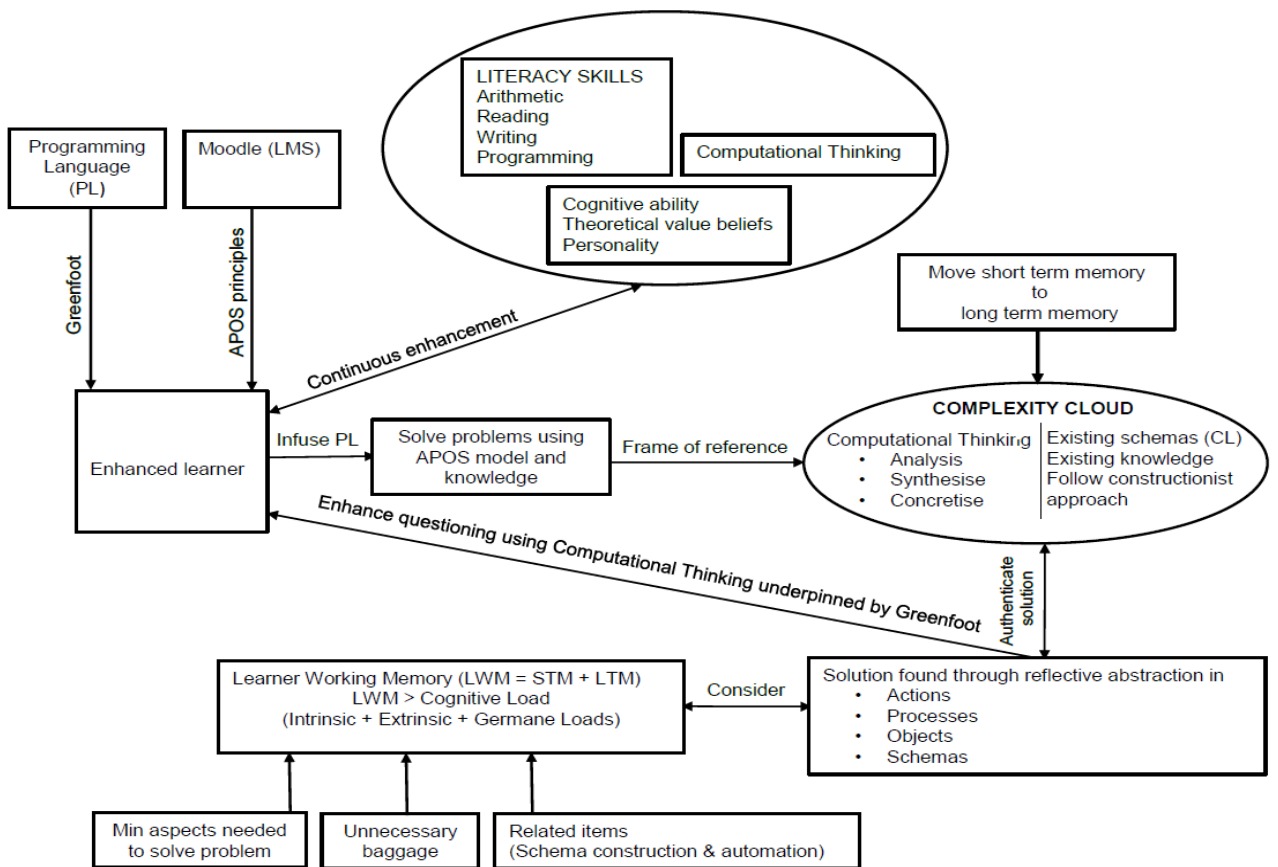 LITERACY SKILLS
Arithmetic
Reading
Writing
Programming
Computational Thinking
Cognitive ability
Theoretical value beliefs
Personality
Programming
Language
(PL)
Moodle (LMS)
Greenfoot
APOS principles
Continuous enhancement
Move short term memory
to
long term memory
Enhanced learner
Infuse PL
Solve problems using
APOS model and
knowledge
Frame of reference
COMPLEXITY CLOUD
Computational Thinking
• Analysis
• Synthesise
• Concretise
Existing schemas (CL)
Existing knowledge
Follow constructionist
approach
Enhance questioning using Computational Thinking underpinned by Greenfoot
Authenticate
solution
Learner Working Memory (LWM = STM + LTM)
LWM > Cognitive Load
(Intrinsic + Extrinsic + Germane Loads)
Consider
Solution found through reflective abstraction in
• Actions
• Processes
• Objects
• Schemas
Min aspects needed
to solve problem
Unnecessary
baggage
Related items
(Schema construction & automation)